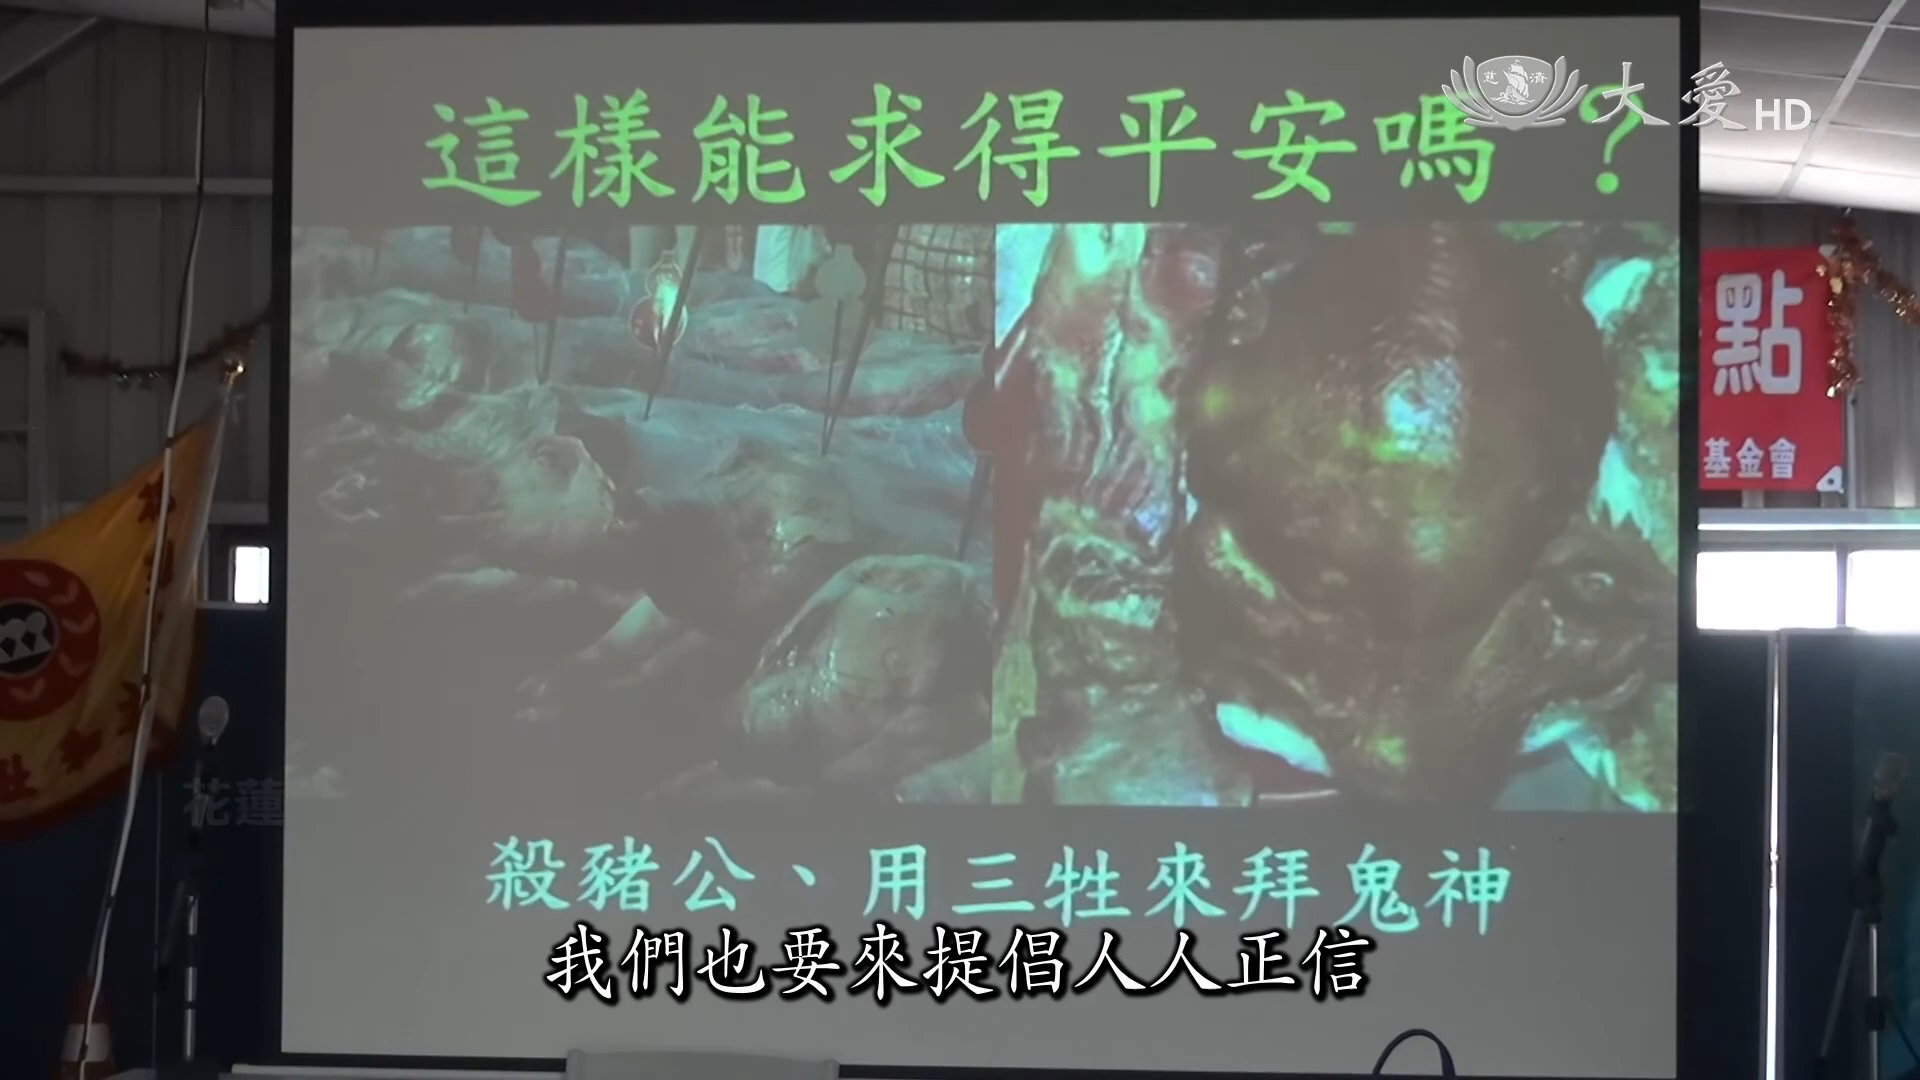 慈濟
大愛HD
這樣能求得平安嗎？
點
基金會
花蓮
殺豬公、用三牲來拜鬼神
我們也要來提倡人人正信